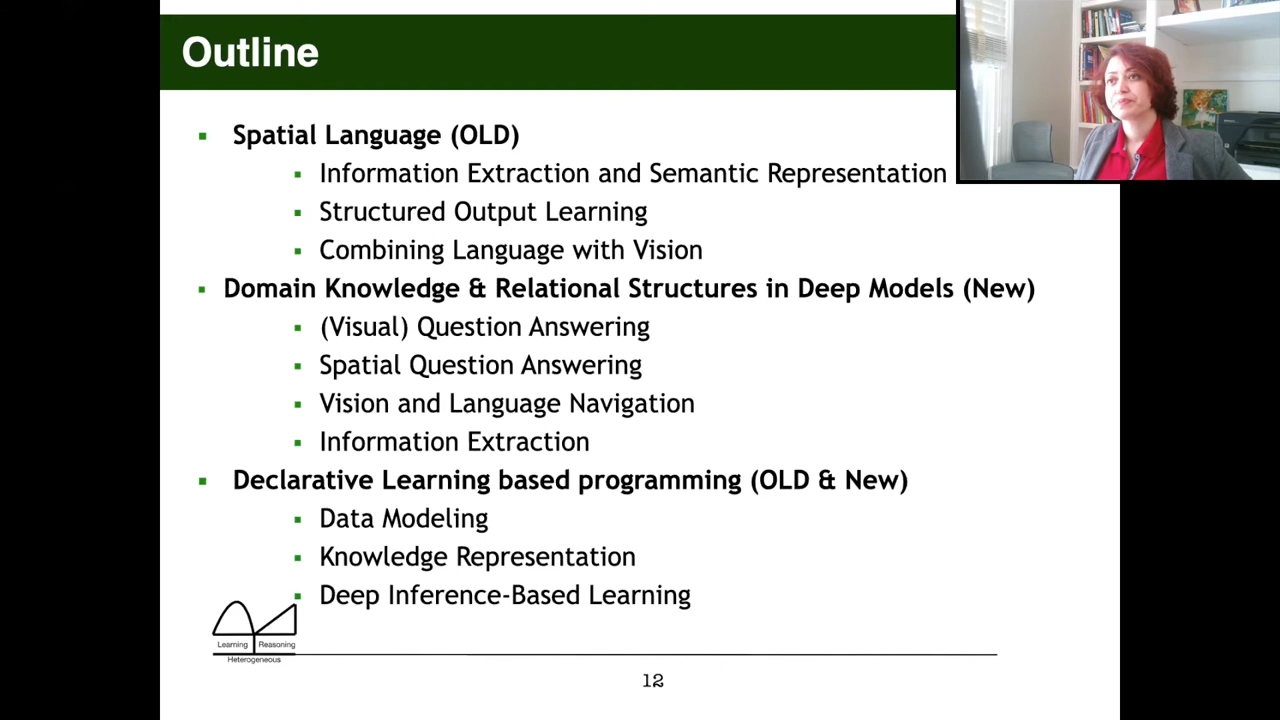 Outline
Spatial Language (OLD)
Information Extraction and Semantic Representation
Structured Output Learning
Combining Language with Vision
Domain Knowledge & Relational Structures in Deep Models (New)
(Visual) Question Answering
Spatial Question Answering
Vision and Language Navigation
Information Extraction
Declarative Learning based programming (OLD & New)
Data Modeling
Knowledge Representation
Deep Inference-Based Learning
Learning Reasoning
Heterogeneous
12